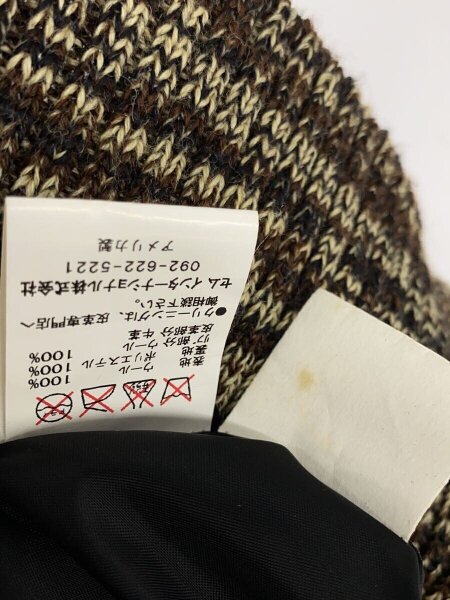 表地 ウール 100%
裏地 ポリエステル 100%
リブ部分 ウール 100%
皮革部分 牛革
●クリーニングは、皮革専門店へ
御相談下さい。
セム インターナショナル株式会社
092-622-5221
アメリカ製